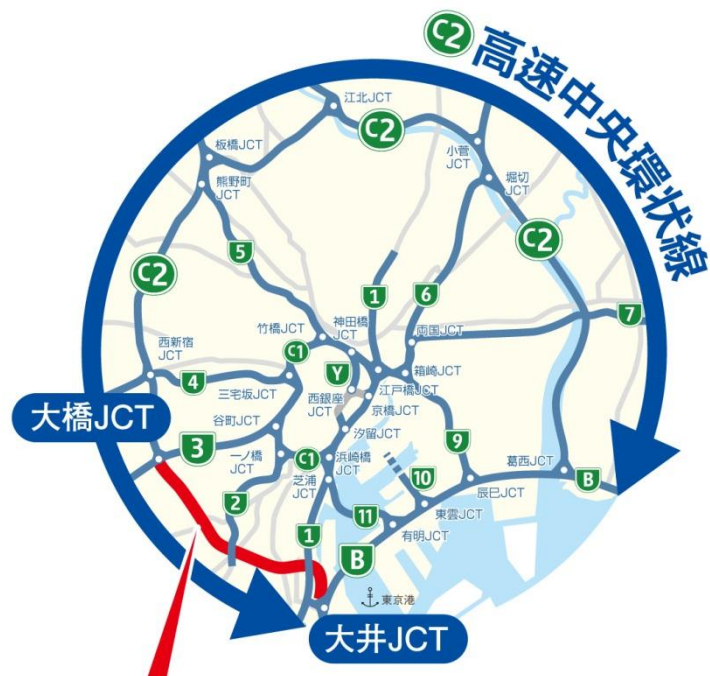 C2 高速中央環状線
江北JCT
C2
板橋JCT
小菅
JCT
熊野町
JCT
堀切
JCT
5
C2
C2
1
6
7
神田橋
JCT
竹橋JCT
両国JCT
C1
西新宿
JCT
Y
箱崎JCT
4
江戸橋JCT
三宅坂JCT
西銀座
JCT
京橋JCT
大橋JCT
谷町JCT
汐留JCT
3
9
一ノ橋
JCT
C1
浜崎橋
JCT
葛西JCT
芝浦
JCT
10
B
辰巳JCT
2
東雲JCT
11
1
有明JCT
B
東京港
大井JCT